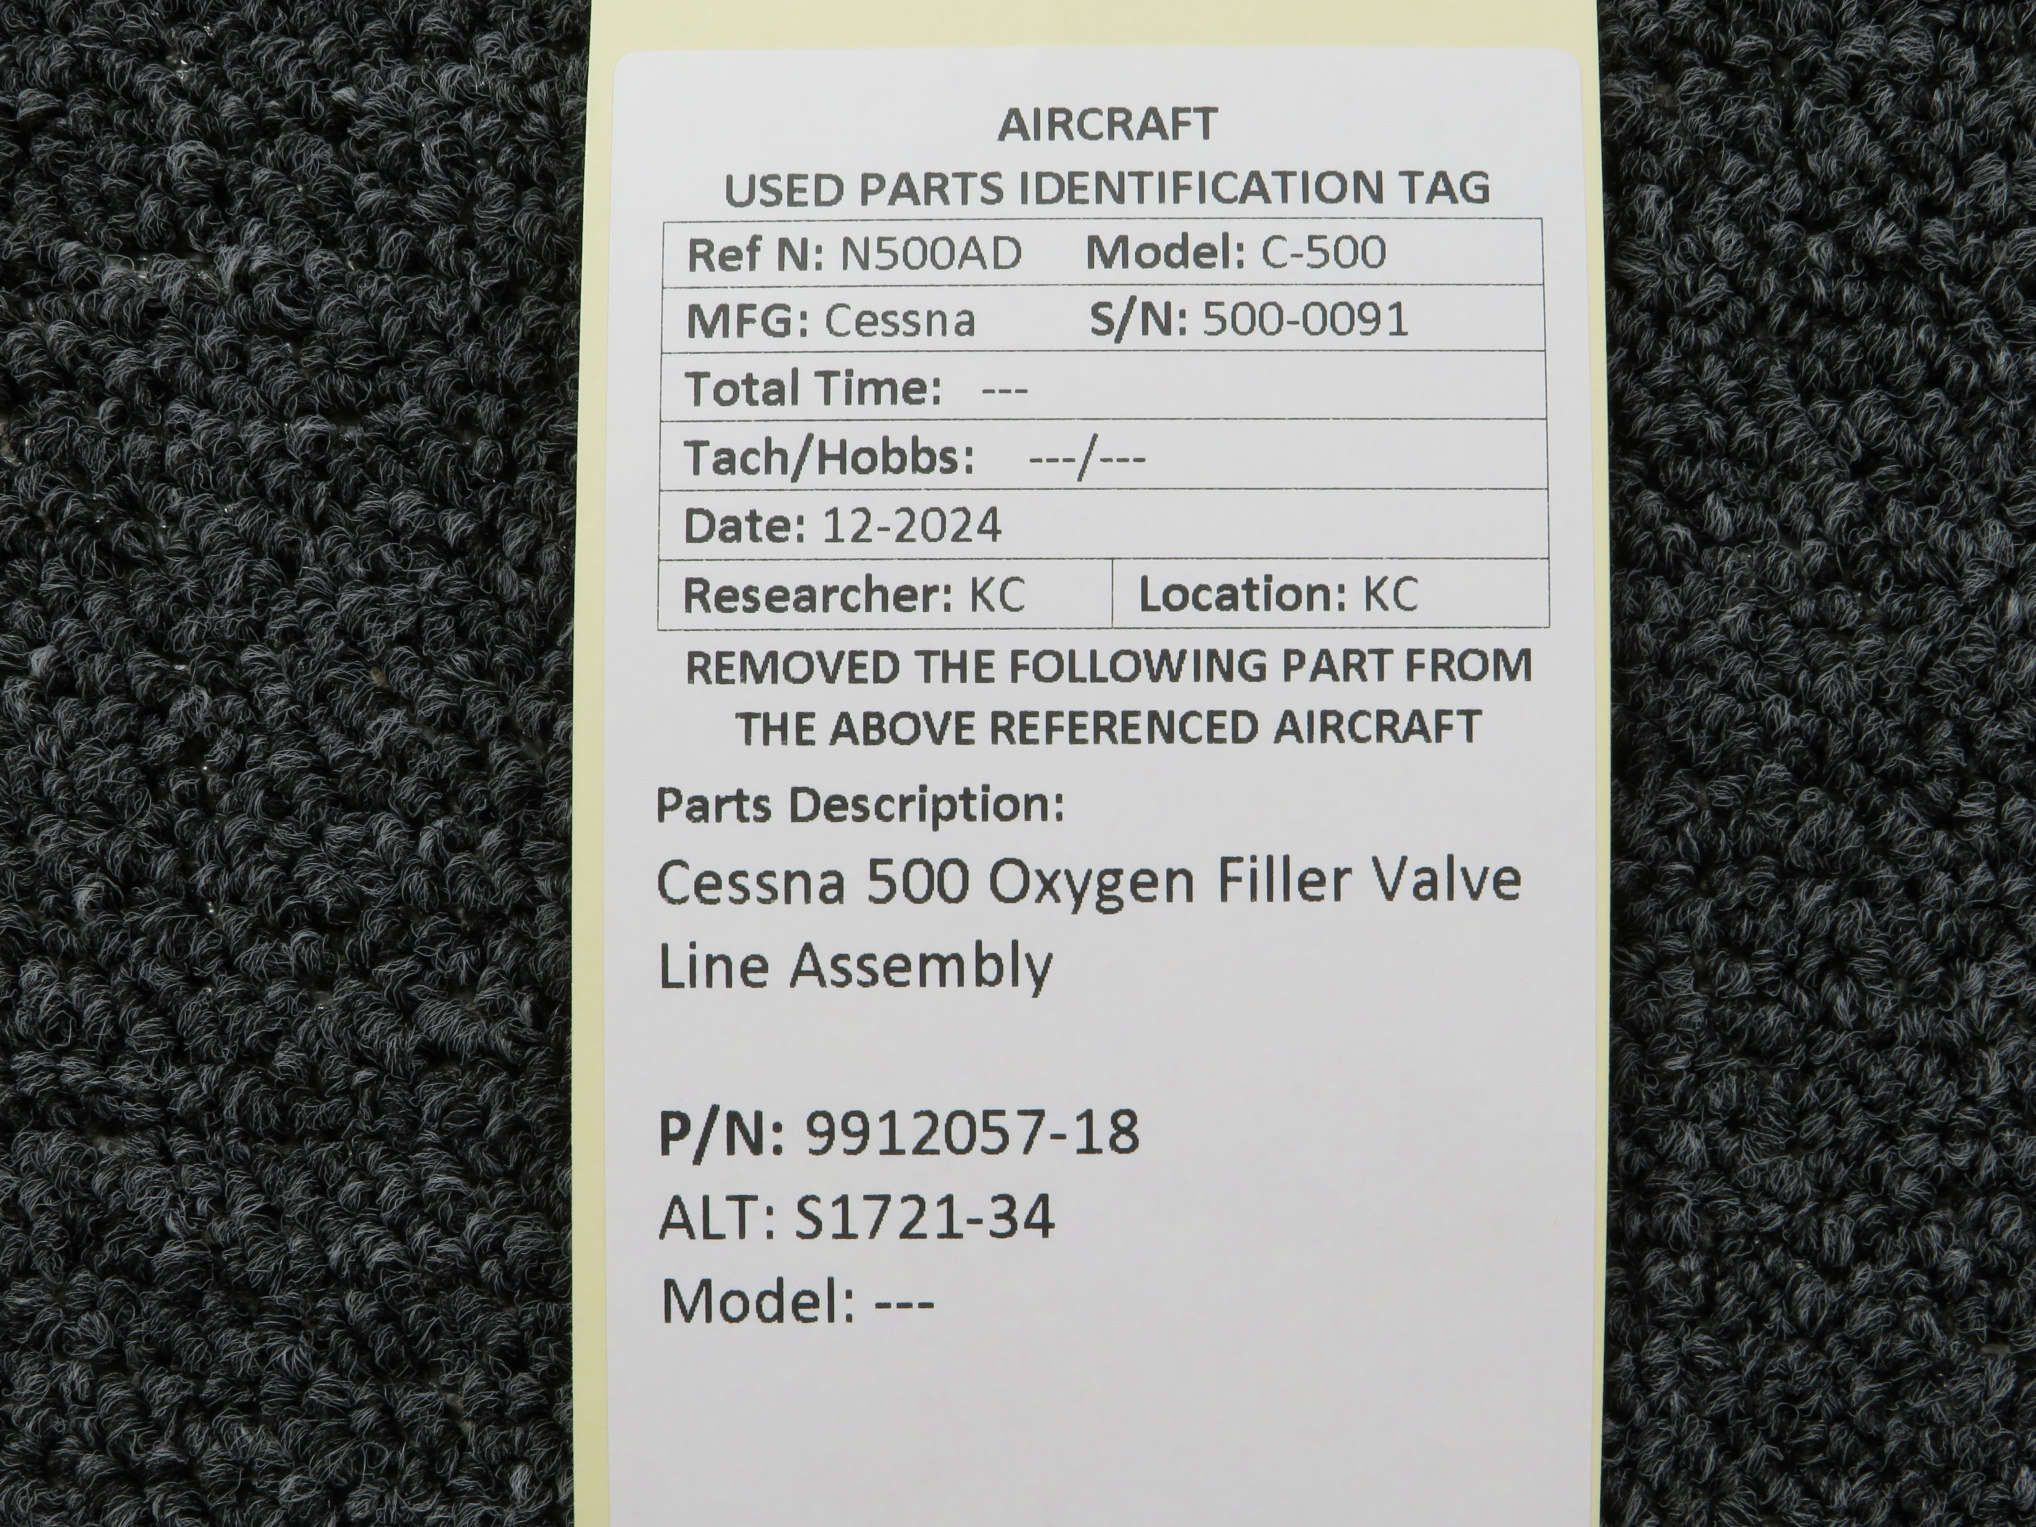 AIRCRAFT
USED PARTS IDENTIFICATION TAG
Ref N: N500AD Model: C-500
MFG: Cessna S/N: 500-0091
Total Time: ---
Tach/Hobbs: ---/---
Date: 12-2024
Researcher: KC Location: KC
REMOVED THE FOLLOWING PART FROM
THE ABOVE REFERENCED AIRCRAFT
Parts Description:
Cessna 500 Oxygen Filler Valve
Line Assembly
P/N: 9912057-18
ALT: S1721-34
Model: ---